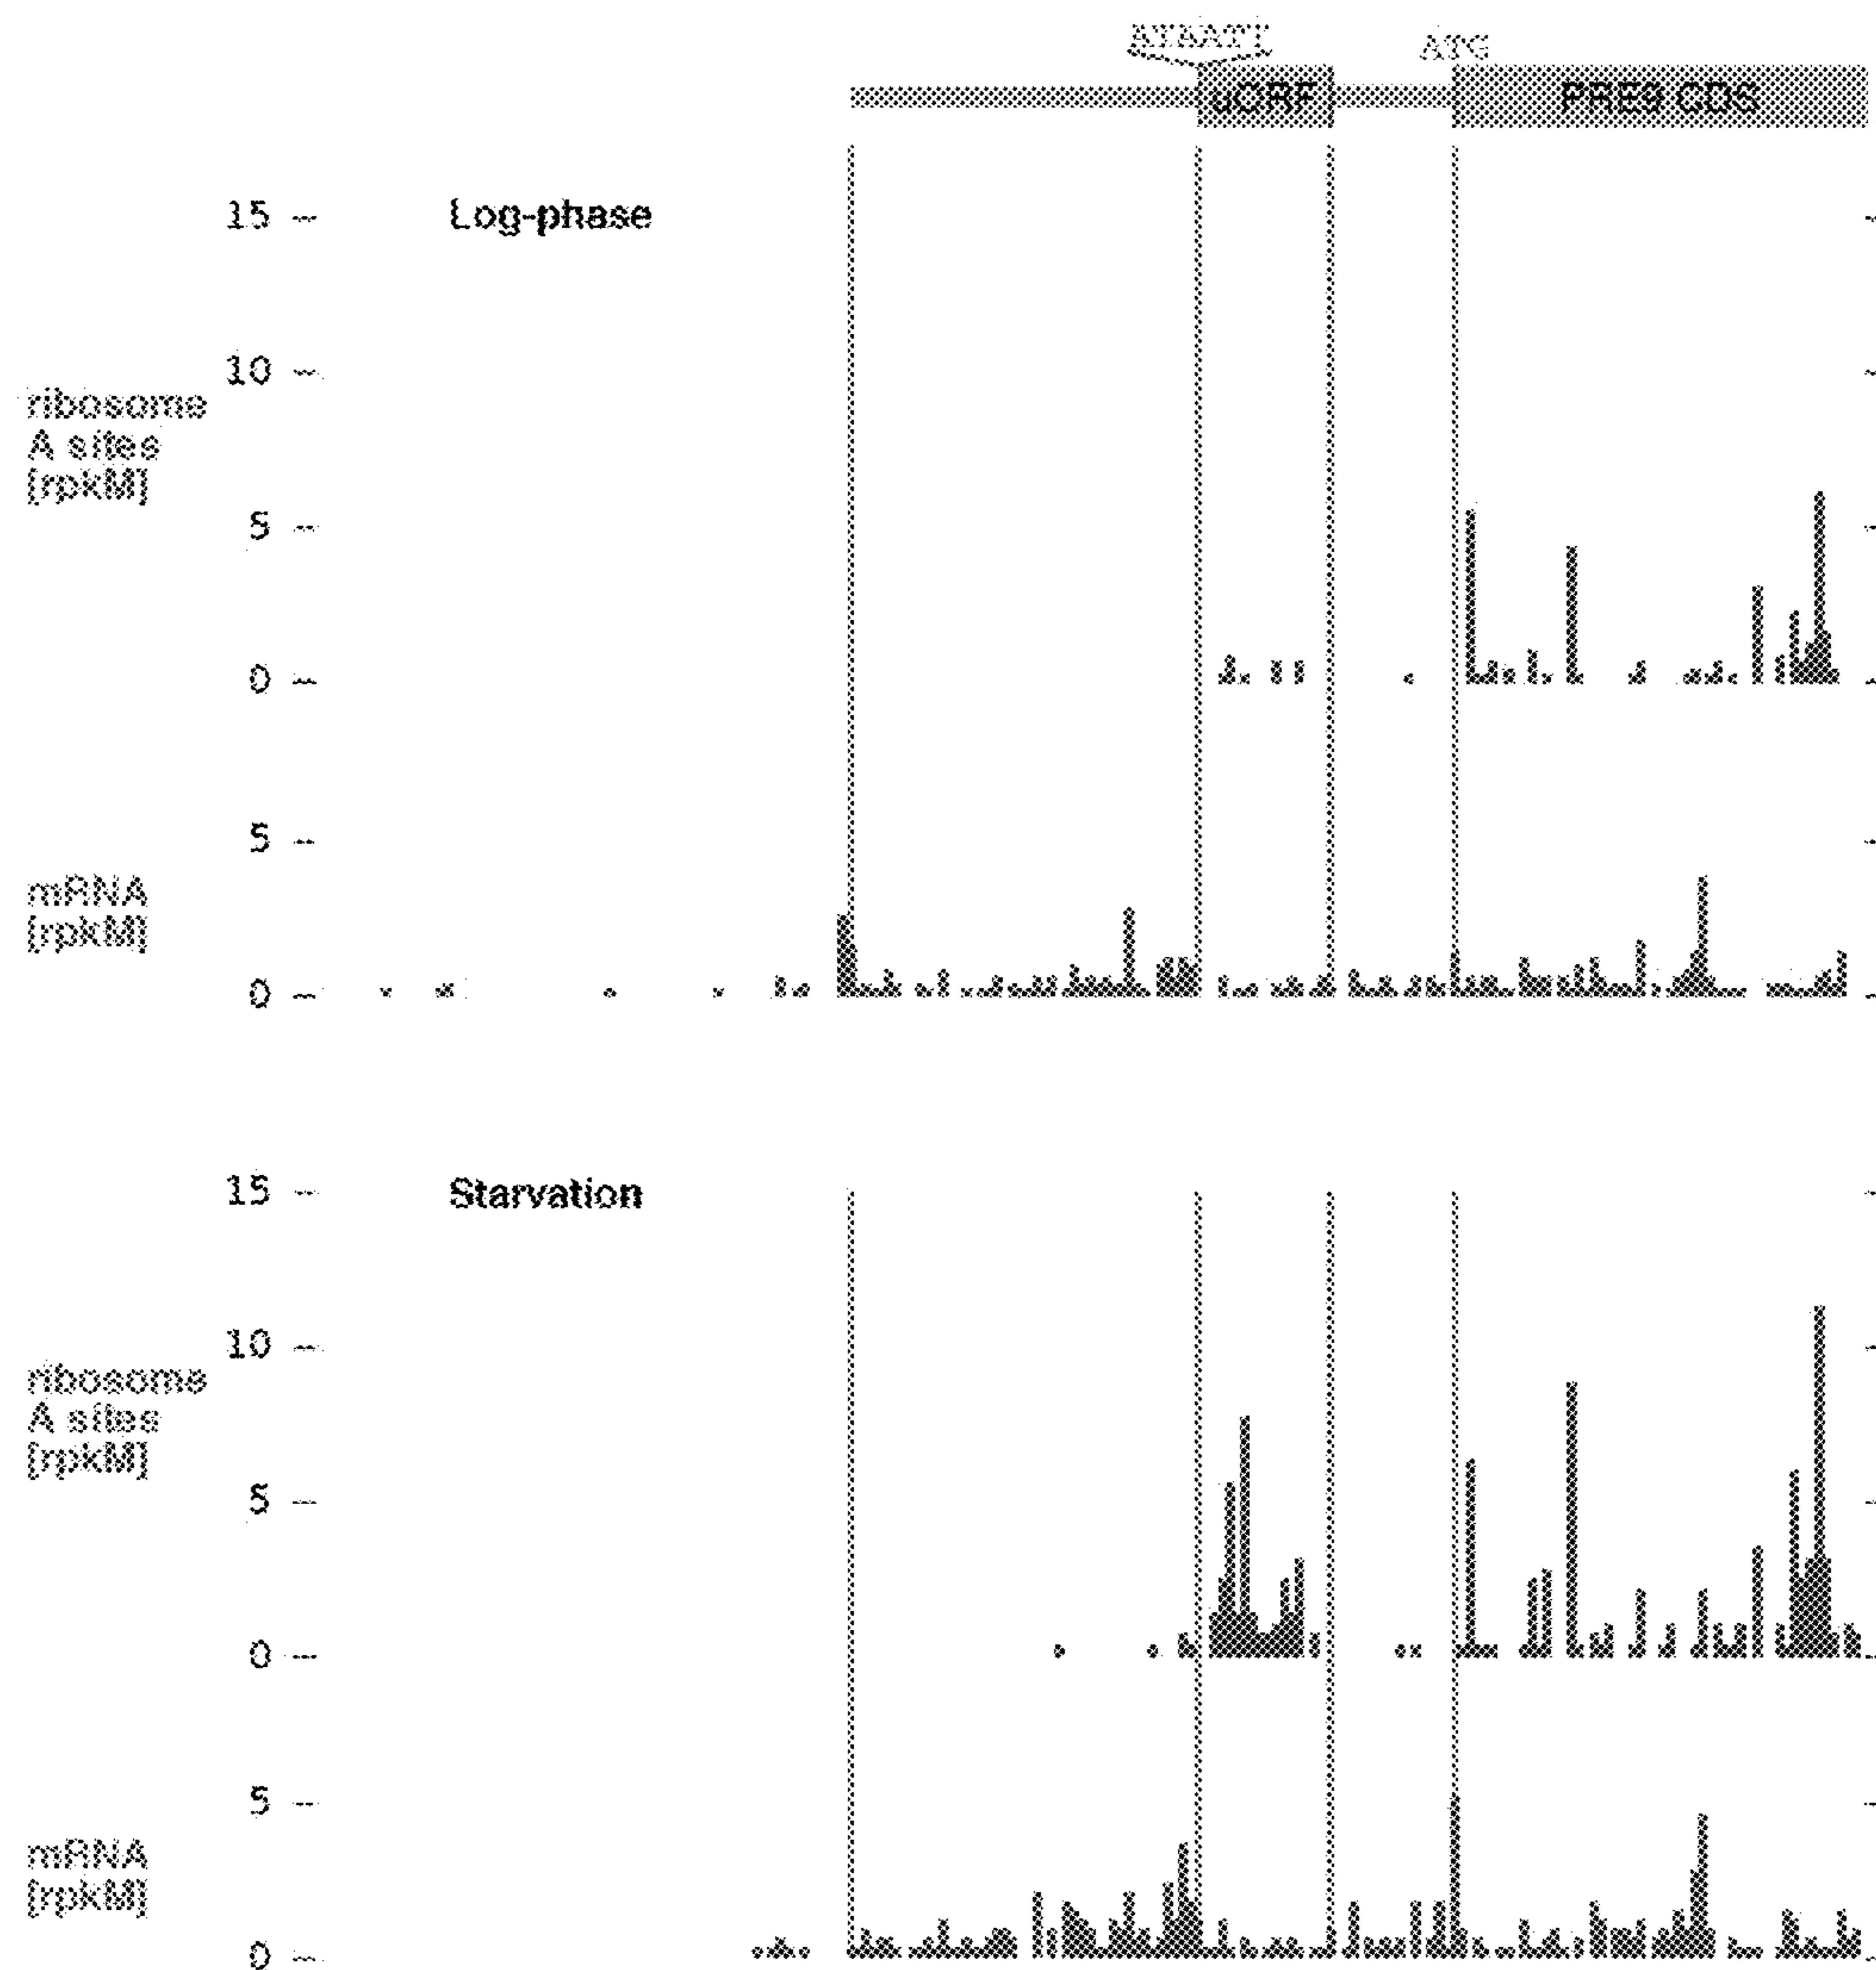 ATG
uORF PRE9 CDS
Log-phase
15
10
ribosome
A sites
[rpkM]
5
0
5
mRNA
[rpkM]
0
Starvation
15
10
ribosome
A sites
[rpkM]
5
0
5
mRNA
[rpkM]
0